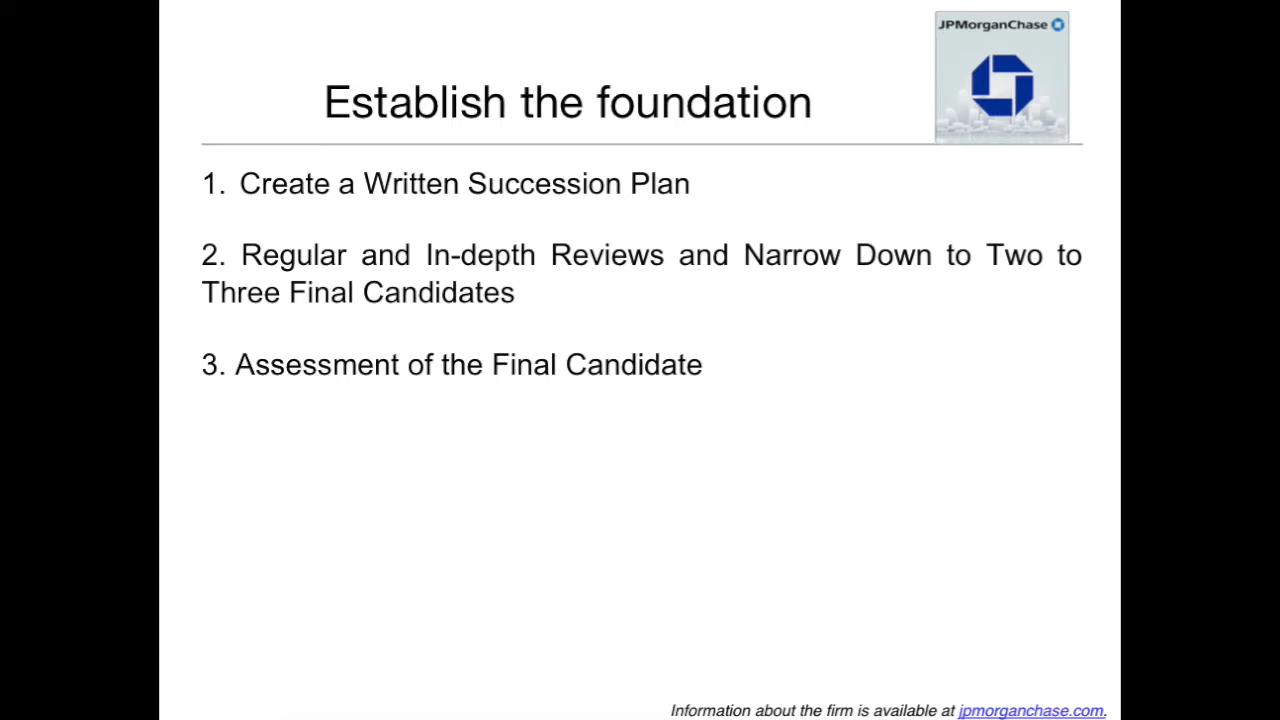 JPMorganChase
Establish the foundation
1. Create a Written Succession Plan
2. Regular and In-depth Reviews and Narrow Down to Two to
Three Final Candidates
3. Assessment of the Final Candidate
Information about the firm is available at jpmorganchase.com.